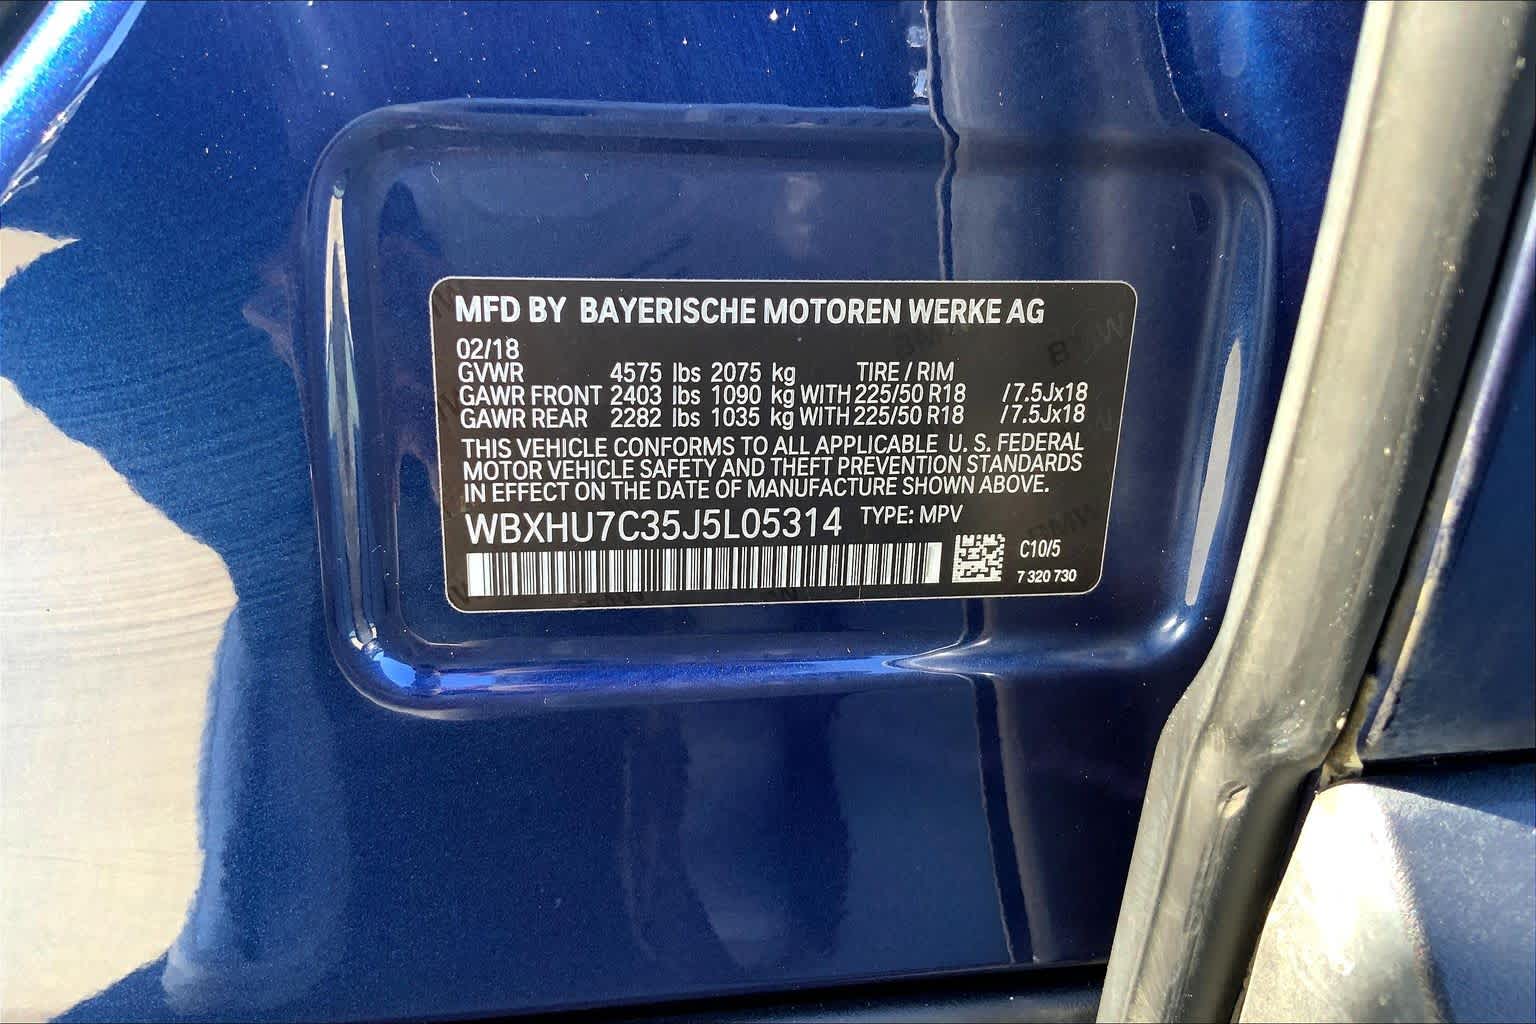 MFD BY BAYERISCHE MOTOREN WERKE AG
02/18
GVWR 4575 lbs 2075 kg TIRE / RIM
GAWR FRONT 2403 lbs 1090 kg WITH 225/50 R18 /7.5Jx18
GAWR REAR 2282 lbs 1035 kg WITH 225/50 R18 /7.5Jx18
THIS VEHICLE CONFORMS TO ALL APPLICABLE U. S. FEDERAL
MOTOR VEHICLE SAFETY AND THEFT PREVENTION STANDARDS
IN EFFECT ON THE DATE OF MANUFACTURE SHOWN ABOVE.
WBXHU7C35J5L05314 TYPE: MPV
C10/5
7 320 730